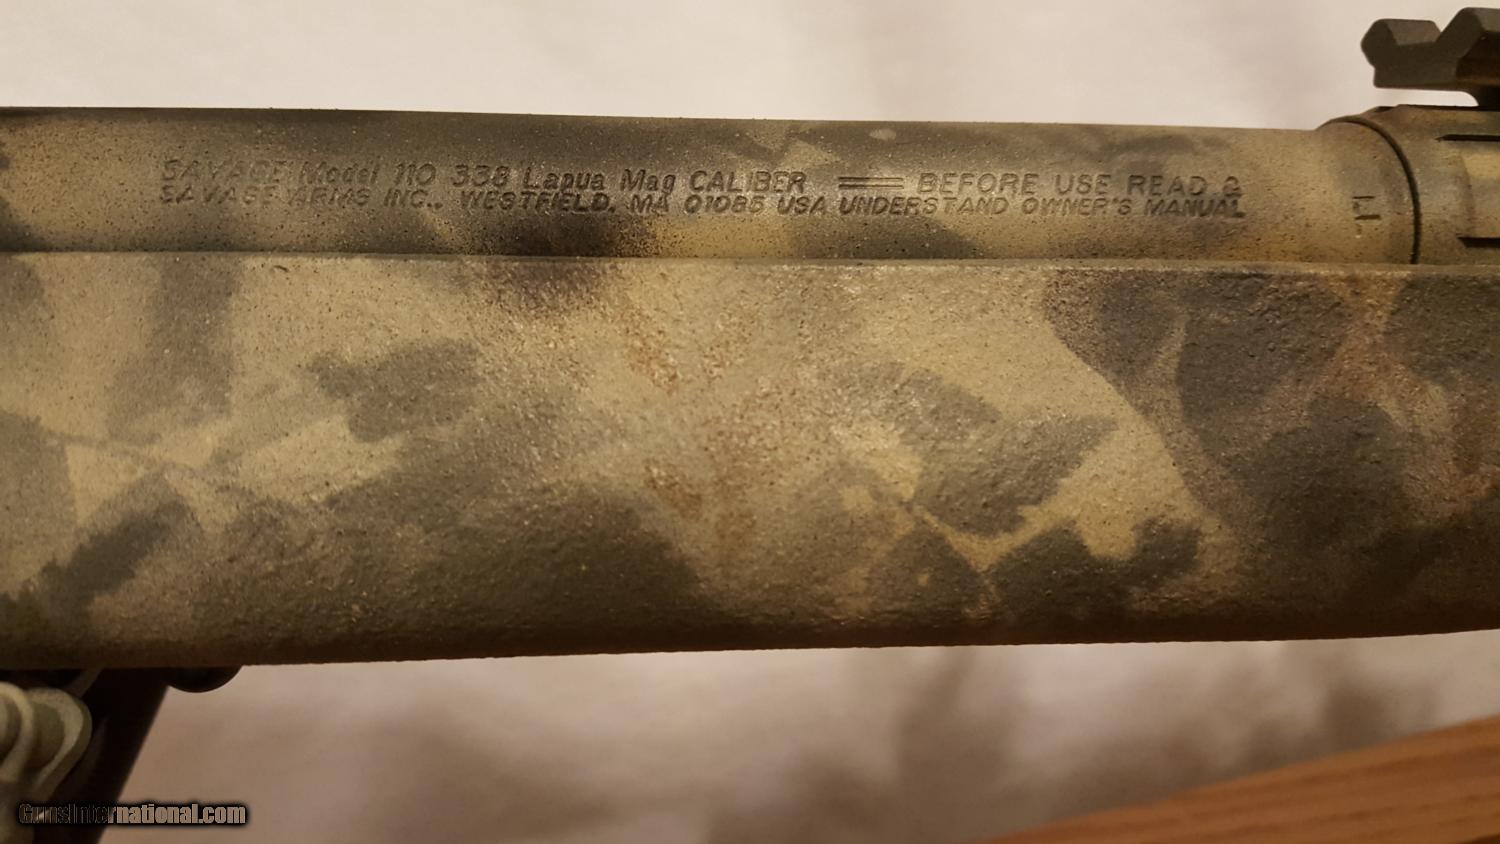 SAVAGE Model 110 338 Lapua Mag CALIBER == BEFORE USE READ &
SAVAGE ARMS INC., WESTFIELD, MA 01085 USA UNDERSTAND OWNER'S MANUAL
GunsInternational.com